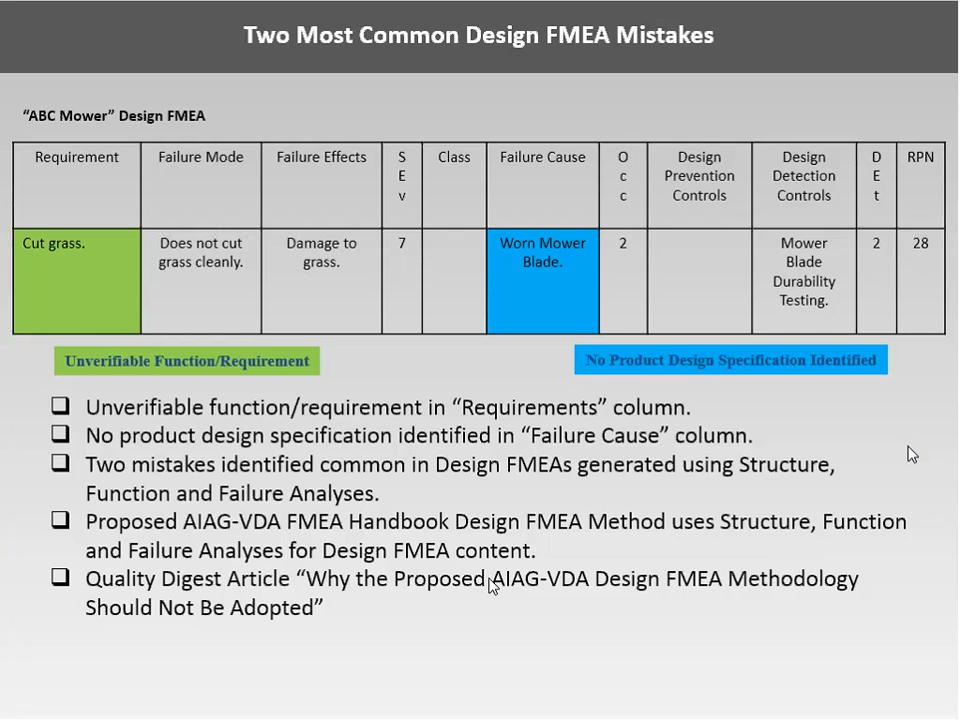 Two Most Common Design FMEA Mistakes
“ABC Mower” Design FMEA
Requirement
Failure Mode
Failure Effects
S
E
v
Class
Failure Cause
O
c
c
Design
Prevention
Controls
Design
Detection
Controls
D
E
t
RPN
Cut grass.
Does not cut
grass cleanly.
Damage to
grass.
7
Worn Mower
Blade.
2
Mower
Blade
Durability
Testing.
2
28
Unverifiable Function/Requirement
No Product Design Specification Identified
Unverifiable function/requirement in “Requirements” column.
No product design specification identified in “Failure Cause” column.
Two mistakes identified common in Design FMEAs generated using Structure,
Function and Failure Analyses.
Proposed AIAG-VDA FMEA Handbook Design FMEA Method uses Structure, Function
and Failure Analyses for Design FMEA content.
Quality Digest Article “Why the Proposed AIAG-VDA Design FMEA Methodology
Should Not Be Adopted”